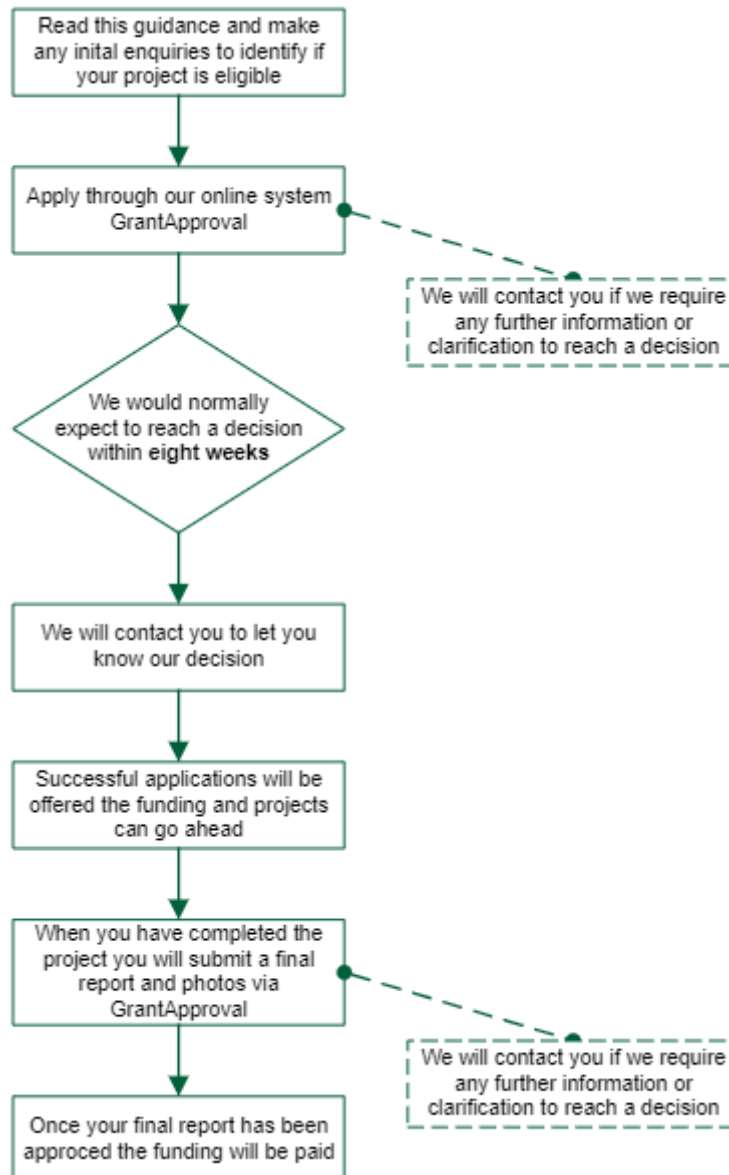 Read this guidance and make
any inital enquiries to identify if
your project is eligible
Apply through our online system
GrantApproval
We will contact you if we require
any further information or
clarification to reach a decision
We would normally
expect to reach a decision
within eight weeks
We will contact you to let you
know our decision
Successful applications will be
offered the funding and projects
can go ahead
When you have completed the
project you will submit a final
report and photos via
GrantApproval
We will contact you if we require
any further information or
clarification to reach a decision
Once your final report has been
approced the funding will be paid